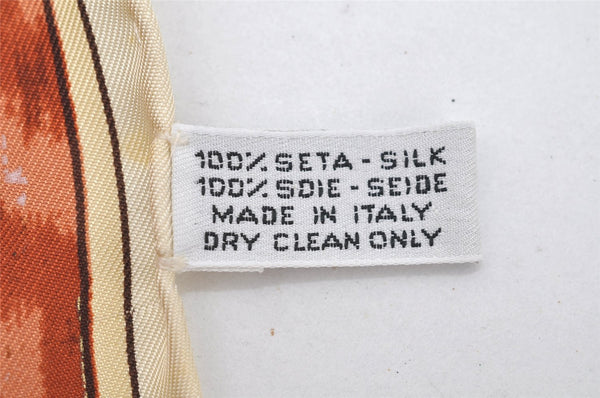 100% SETA - SILK
100% SOIE - SEIDE
MADE IN ITALY
DRY CLEAN ONLY